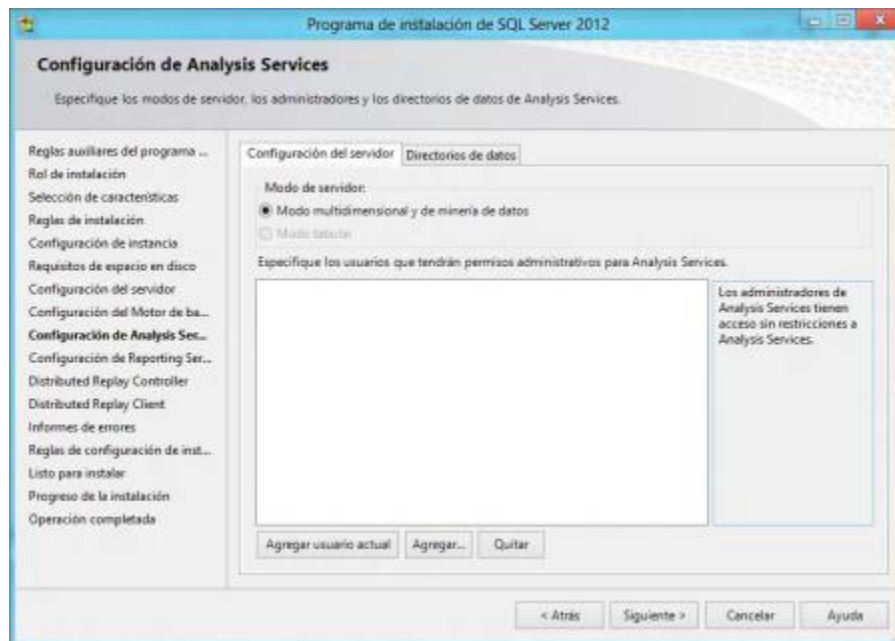 Programa de instalación de SQL Server 2012
Configuración de Analysis Services
Especifique los modos de servidor, los administradores y los directorios de datos de Analysis Services.
Reglas auxiliares del programa ...
Rol de instalación
Selección de características
Reglas de instalación
Configuración de instancia
Requisitos de espacio en disco
Configuración del servidor
Configuración del Motor de ba...
Configuración de Analysis Ser...
Configuración de Reporting Ser...
Distributed Replay Controller
Distributed Replay Client
Informes de errores
Reglas de configuración de inst...
Listo para instalar
Progreso de la instalación
Operación completada
Configuración del servidor
Directorios de datos
Modo de servidor:
Modo multidimensional y de minería de datos
Modo tabular
Especifique los usuarios que tendrán permisos administrativos para Analysis Services.
Los administradores de
Analysis Services tienen
acceso sin restricciones a
Analysis Services.
Agregar usuario actual
Agregar...
Quitar
< Atrás
Siguiente >
Cancelar
Ayuda